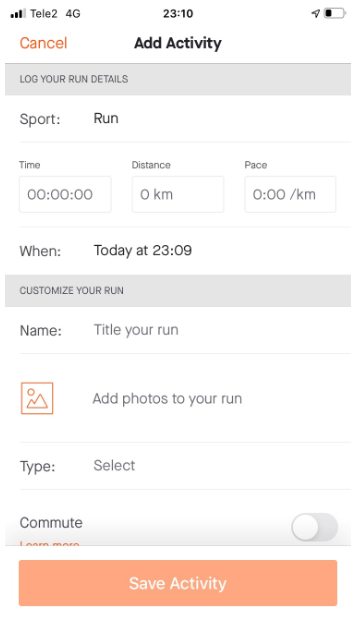 Tele2 4G 23:10
Cancel Add Activity
LOG YOUR RUN DETAILS
Sport: Run
Time Distance Pace
00:00:00 0 km 0:00 /km
When: Today at 23:09
CUSTOMIZE YOUR RUN
Name: Title your run
Add photos to your run
Type: Select
Commute
Learn more
Save Activity